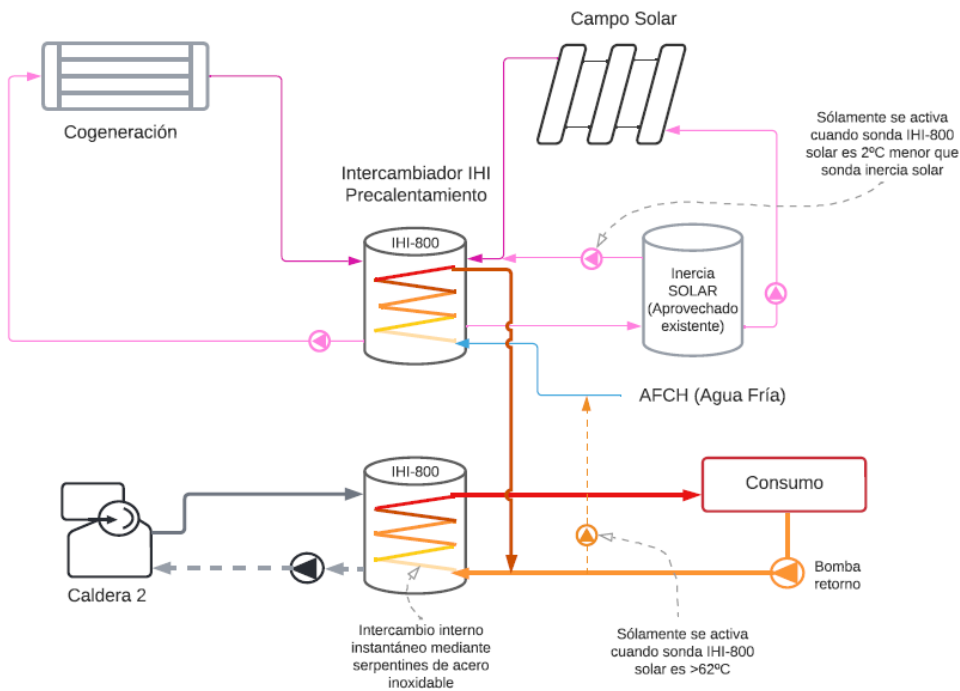 Campo Solar
Cogeneración
Sólamente se activa
cuando sonda IHI-800
solar es 2ºC menor que
sonda inercia solar
Intercambiador IHI
Precalentamiento
IHI-800
Inercia
SOLAR
(Aprovechado
existente)
AFCH (Agua Fría)
IHI-800
Consumo
Caldera 2
Bomba
retorno
Intercambio interno
instantáneo mediante
serpentines de acero
inoxidable
Sólamente se activa
cuando sonda IHI-800
solar es >62ºC